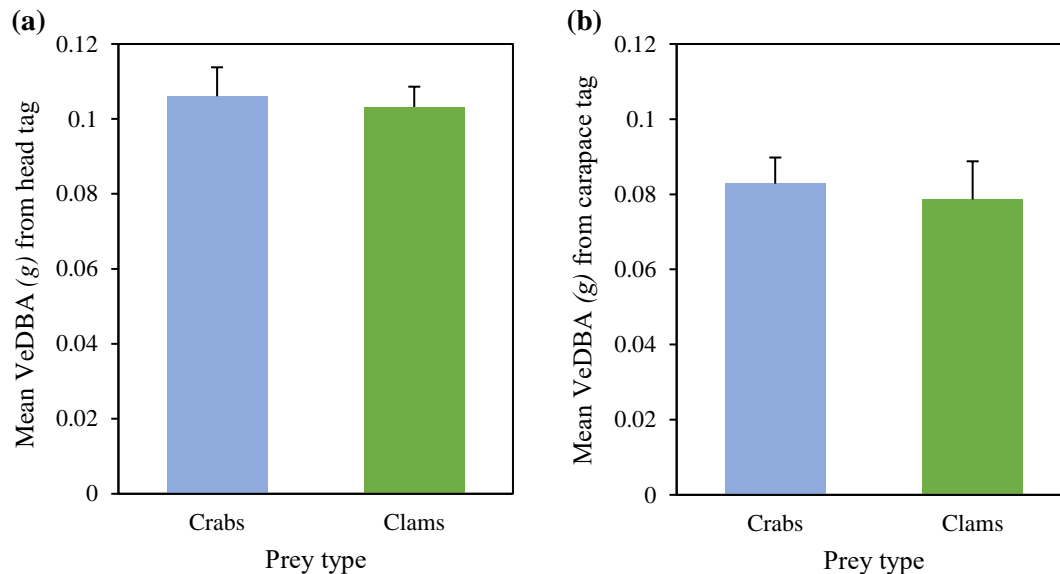 (a)
Mean VeDBA (g) from head tag
0.12
0.1
0.08
0.06
0.04
0.02
0
Crabs Clams
Prey type
(b)
Mean VeDBA (g) from carapace tag
0.12
0.1
0.08
0.06
0.04
0.02
0
Crabs Clams
Prey type